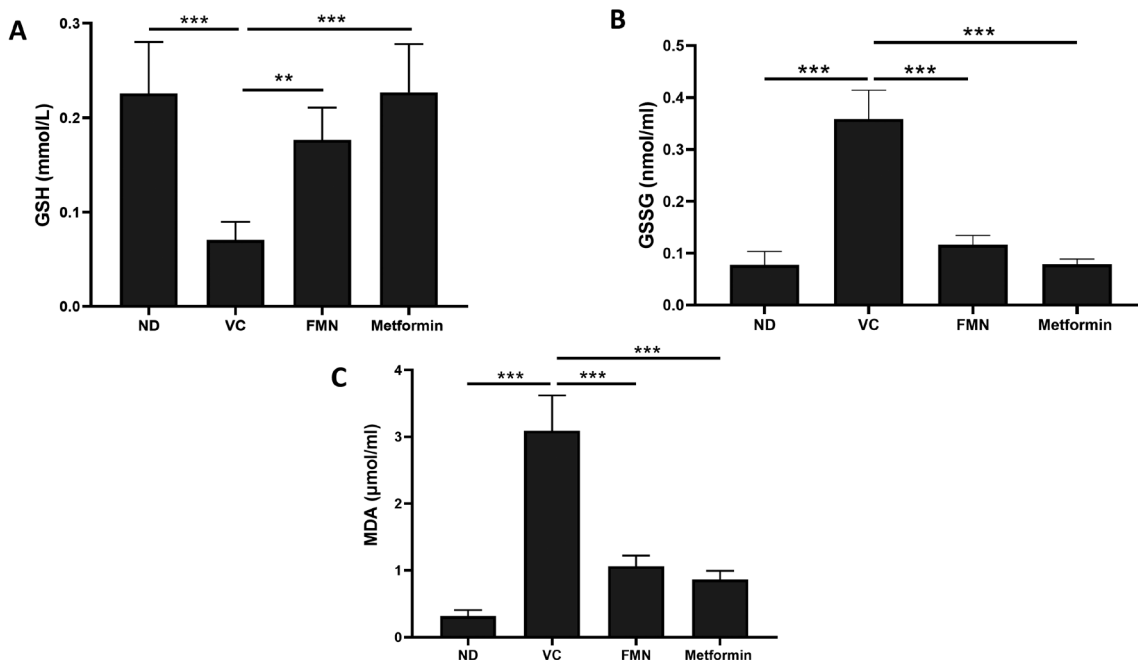 A
GSH (mmol/L)
0.3
0.2
0.1
0.0
*** ***
**
ND VC FMN Metformin
B
GSSG (nmol/ml)
0.5
0.4
0.3
0.2
0.1
0.0
***
*** ***
ND VC FMN Metformin
C
MDA (μmol/ml)
4
3
2
1
0
***
*** ***
ND VC FMN Metformin